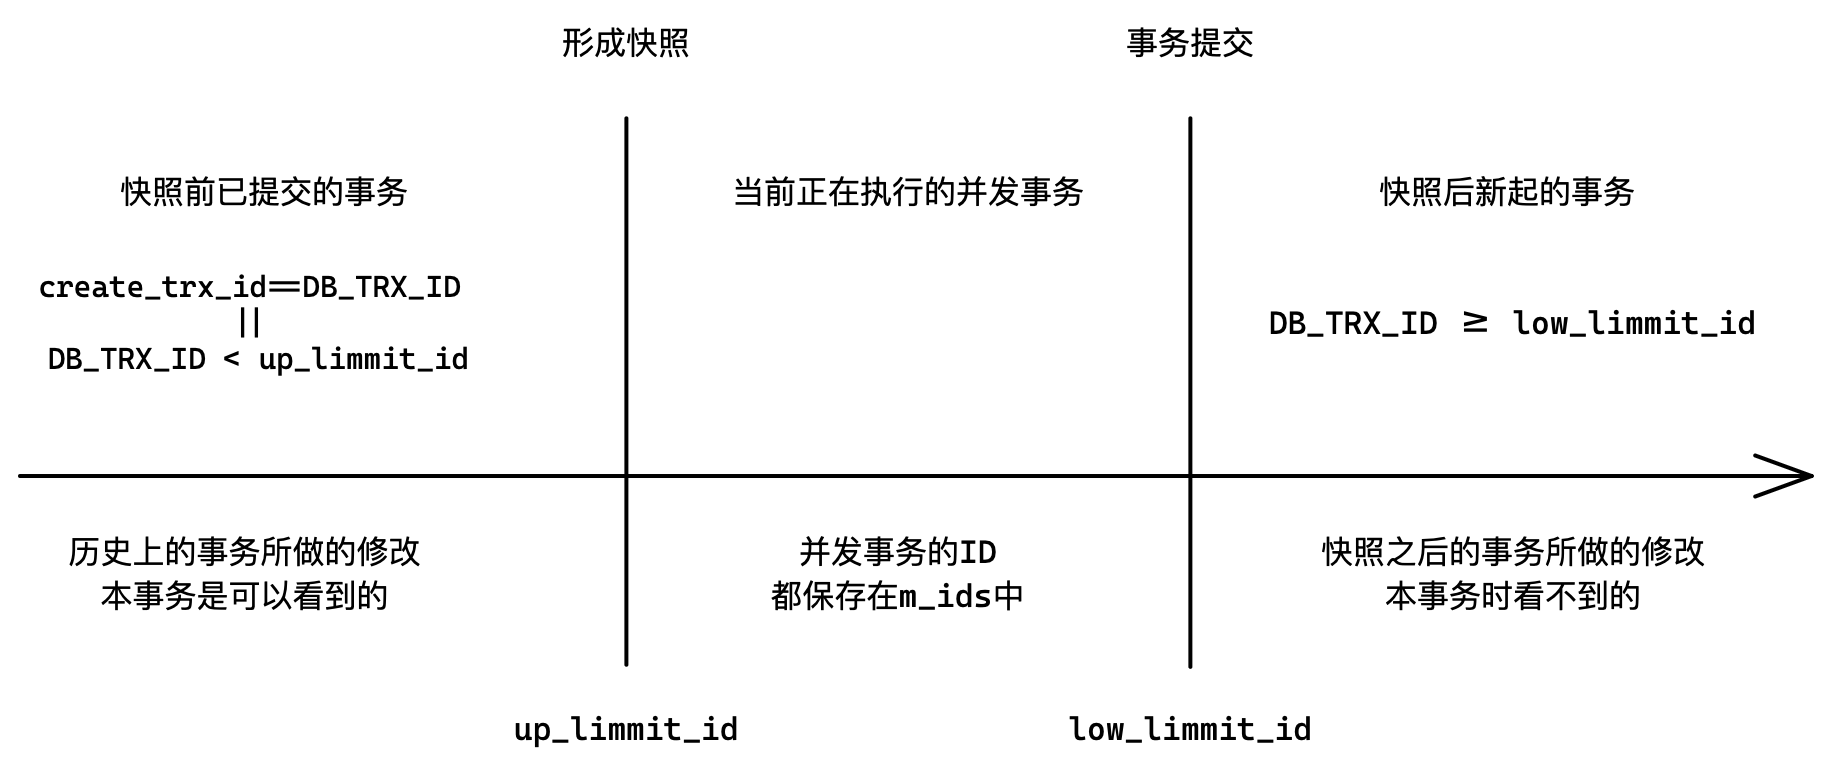 形成快照
事务提交
快照前已提交的事务
当前正在执行的并发事务
快照后新起的事务
create_trx_id==DB_TRX_ID
||
DB_TRX_ID < up_limmit_id
DB_TRX_ID ≥ low_limmit_id
历史上的事务所做的修改
本事务是可以看到的
并发事务的ID
都保存在m_ids中
快照之后的事务所做的修改
本事务时看不到的
up_limmit_id
low_limmit_id